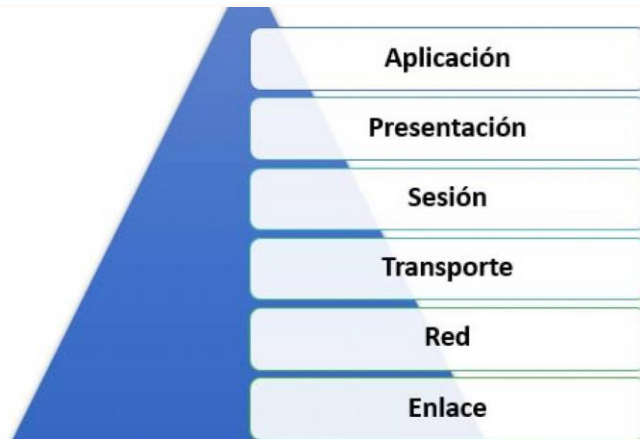 Aplicación
Presentación
Sesión
Transporte
Red
Enlace